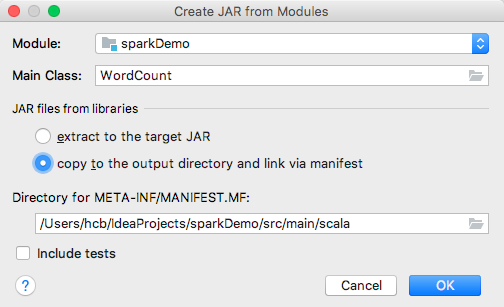 Create JAR from Modules
Module: sparkDemo
Main Class: WordCount
JAR files from libraries
extract to the target JAR
copy to the output directory and link via manifest
Directory for META-INF/MANIFEST.MF:
/Users/hcb/IdeaProjects/sparkDemo/src/main/scala
Include tests
? Cancel OK